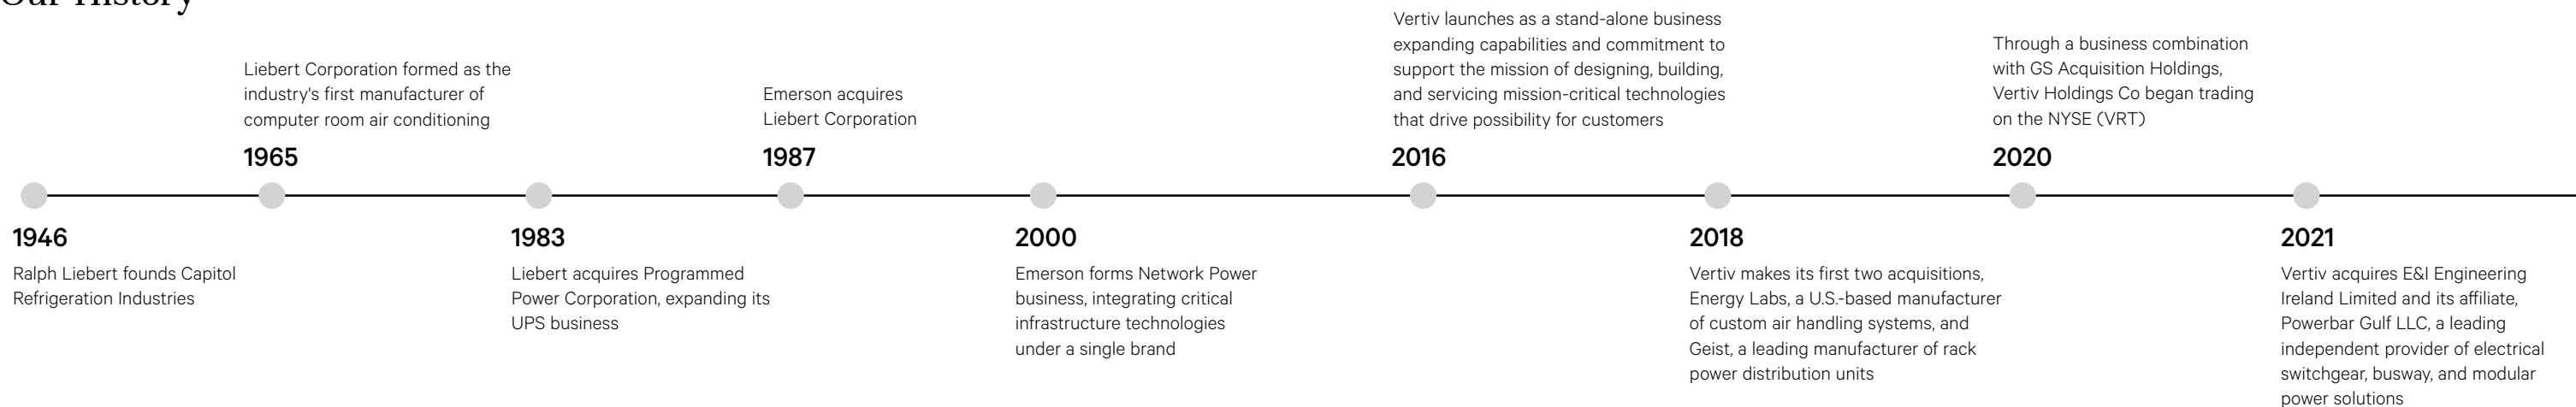 Our History
1946
Ralph Liebert founds Capitol
Refrigeration Industries
Liebert Corporation formed as the
industry's first manufacturer of
computer room air conditioning
1965
1983
Liebert acquires Programmed
Power Corporation, expanding its
UPS business
Emerson acquires
Liebert Corporation
1987
2000
Emerson forms Network Power
business, integrating critical
infrastructure technologies
under a single brand
Vertiv launches as a stand-alone business
expanding capabilities and commitment to
support the mission of designing, building,
and servicing mission-critical technologies
that drive possibility for customers
2016
2018
Vertiv makes its first two acquisitions,
Energy Labs, a U.S.-based manufacturer
of custom air handling systems, and
Geist, a leading manufacturer of rack
power distribution units
Through a business combination
with GS Acquisition Holdings,
Vertiv Holdings Co began trading
on the NYSE (VRT)
2020
2021
Vertiv acquires E&I Engineering
Ireland Limited and its affiliate,
Powerbar Gulf LLC, a leading
independent provider of electrical
switchgear, busway, and modular
power solutions